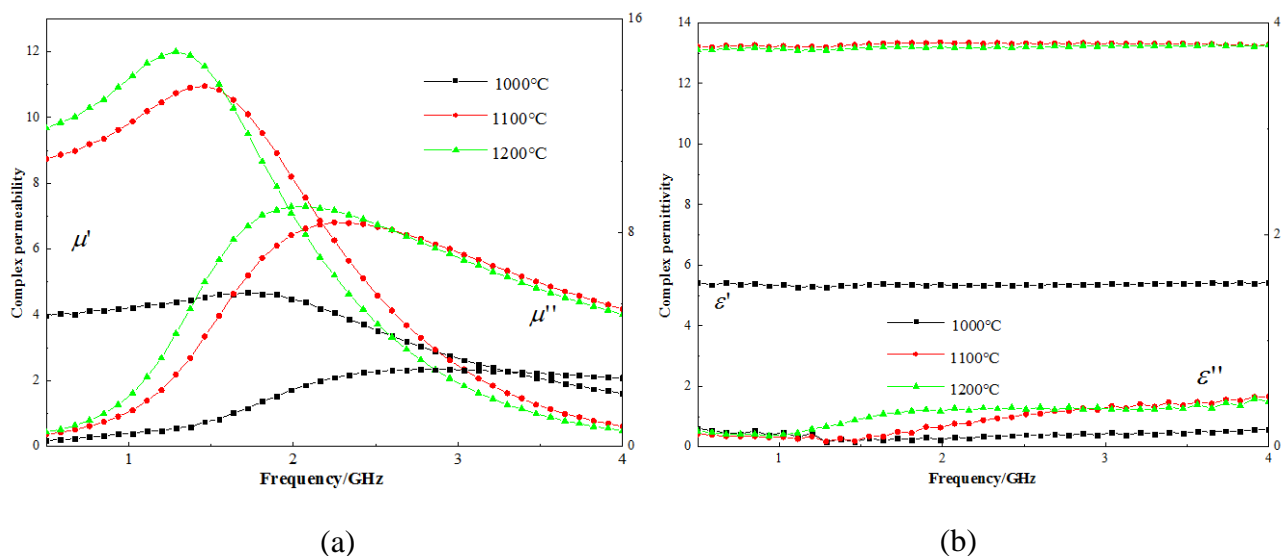 Complex permeability
12
10
8
6
4
2
0
16
8
0
1000°C
1100°C
1200°C
μ'
μ''
1
2
3
4
Frequency/GHz
(a)
Complex permittivity
14
12
10
8
6
4
2
0
4
2
0
ε'
1000°C
1100°C
1200°C
ε''
1
2
3
4
Frequency/GHz
(b)